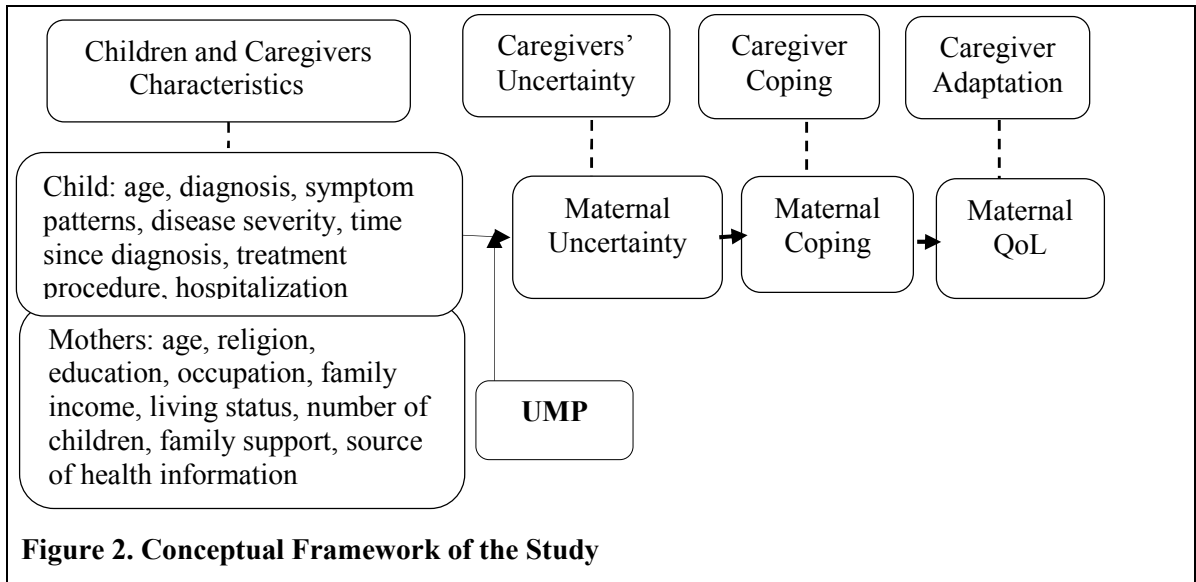 Children and Caregivers
Characteristics
Caregivers’
Uncertainty
Caregiver
Coping
Caregiver
Adaptation
Child: age, diagnosis, symptom
patterns, disease severity, time
since diagnosis, treatment
procedure, hospitalization
Maternal
Uncertainty
Maternal
Coping
Maternal
QoL
Mothers: age, religion,
education, occupation, family
income, living status, number of
children, family support, source
of health information
UMP
Figure 2. Conceptual Framework of the Study